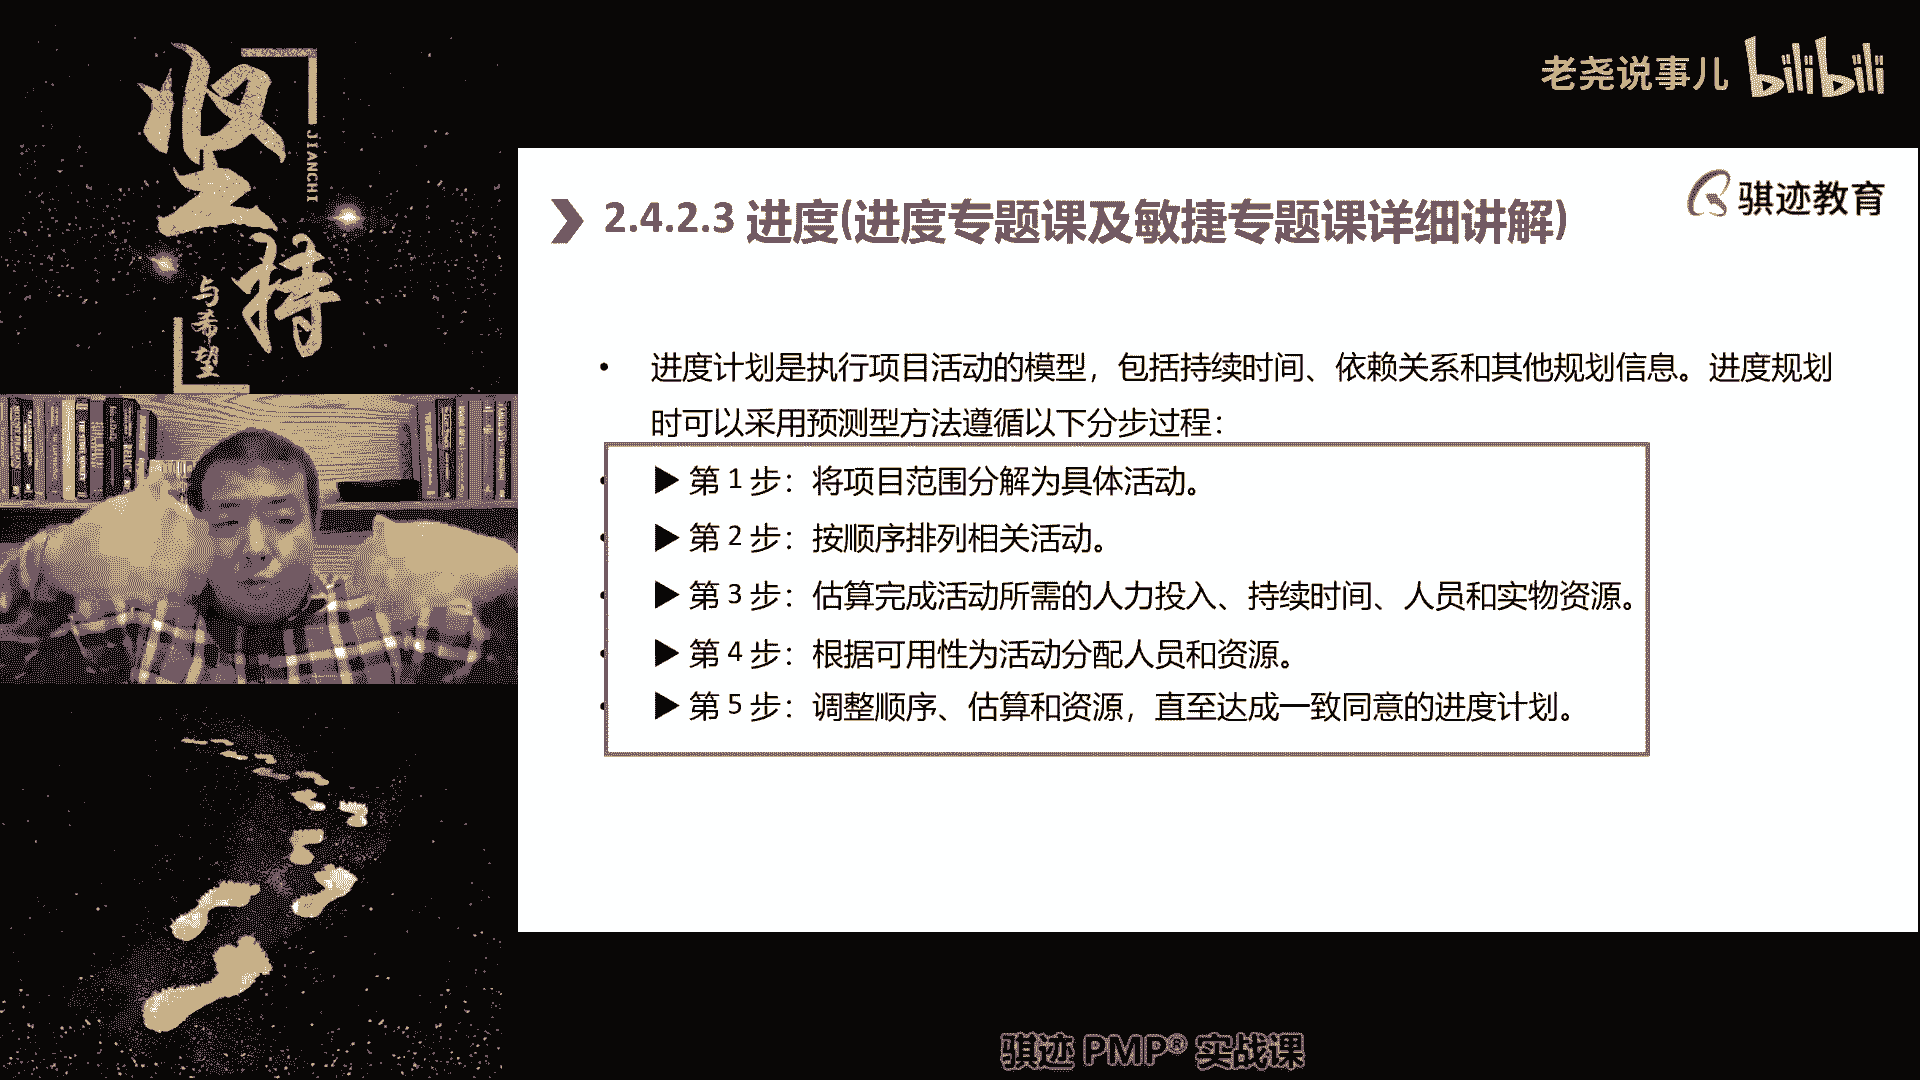 坚持
JIANCHI
与希望
老尧说事儿 bilibili
骐迹教育
2.4.2.3 进度(进度专题课及敏捷专题课详细讲解)
• 进度计划是执行项目活动的模型，包括持续时间、依赖关系和其他规划信息。进度规划
时可以采用预测型方法遵循以下分步过程：
▶ 第 1 步：将项目范围分解为具体活动。
▶ 第 2 步：按顺序排列相关活动。
▶ 第 3 步：估算完成活动所需的人力投入、持续时间、人员和实物资源。
▶ 第 4 步：根据可用性为活动分配人员和资源。
▶ 第 5 步：调整顺序、估算和资源，直至达成一致同意的进度计划。
骐迹 PMP® 实战课